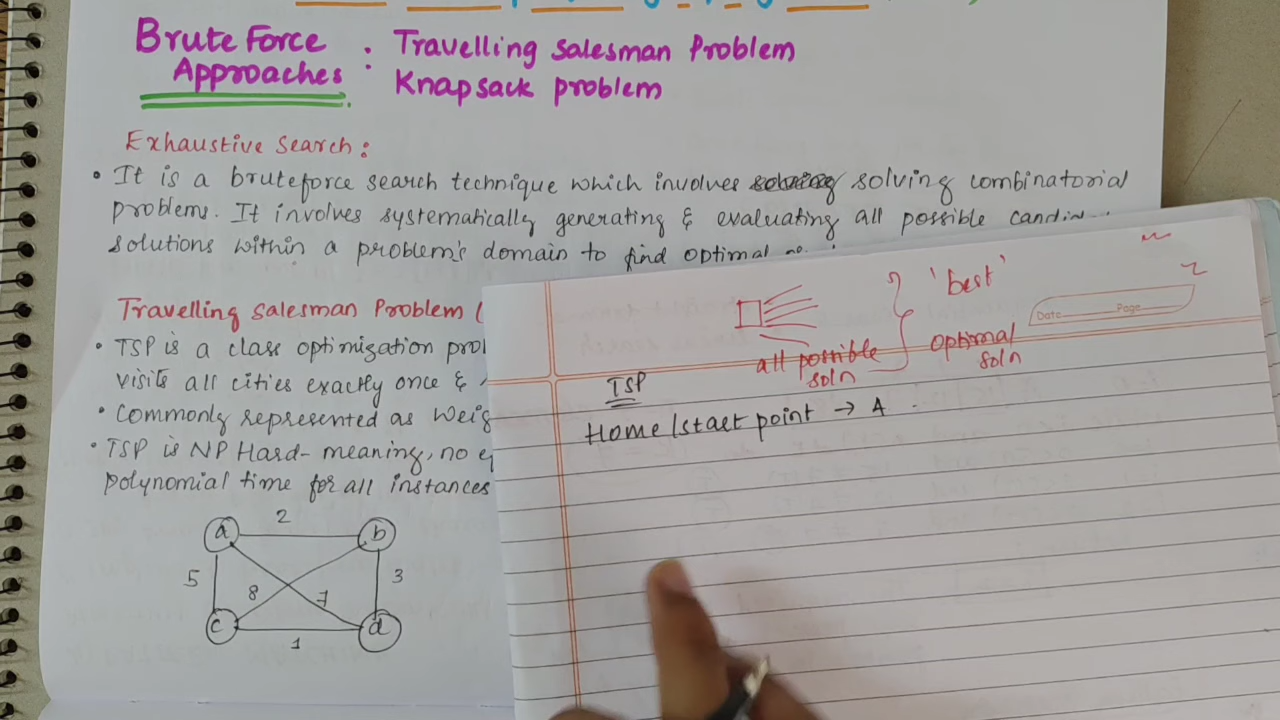 Brute Force
Approaches :
Travelling Salesman Problem
Knapsack problem
Exhaustive Search :
• It is a bruteforce search technique which involves solving combinatorial
problems. It involves systematically generating & evaluating all possible
solutions within a problem's domain to find optimal
Travelling Salesman Problem (
• TSP is a class optimization
visits all cities exactly once &
• Commonly represented as
• TSP is NP Hard- meaning, no
polynomial time for all instances
a
2
b
5
8
7
3
c
1
d
'best'
all possible
soln
optimal
soln
Date
Page
TSP
Home/start point → A